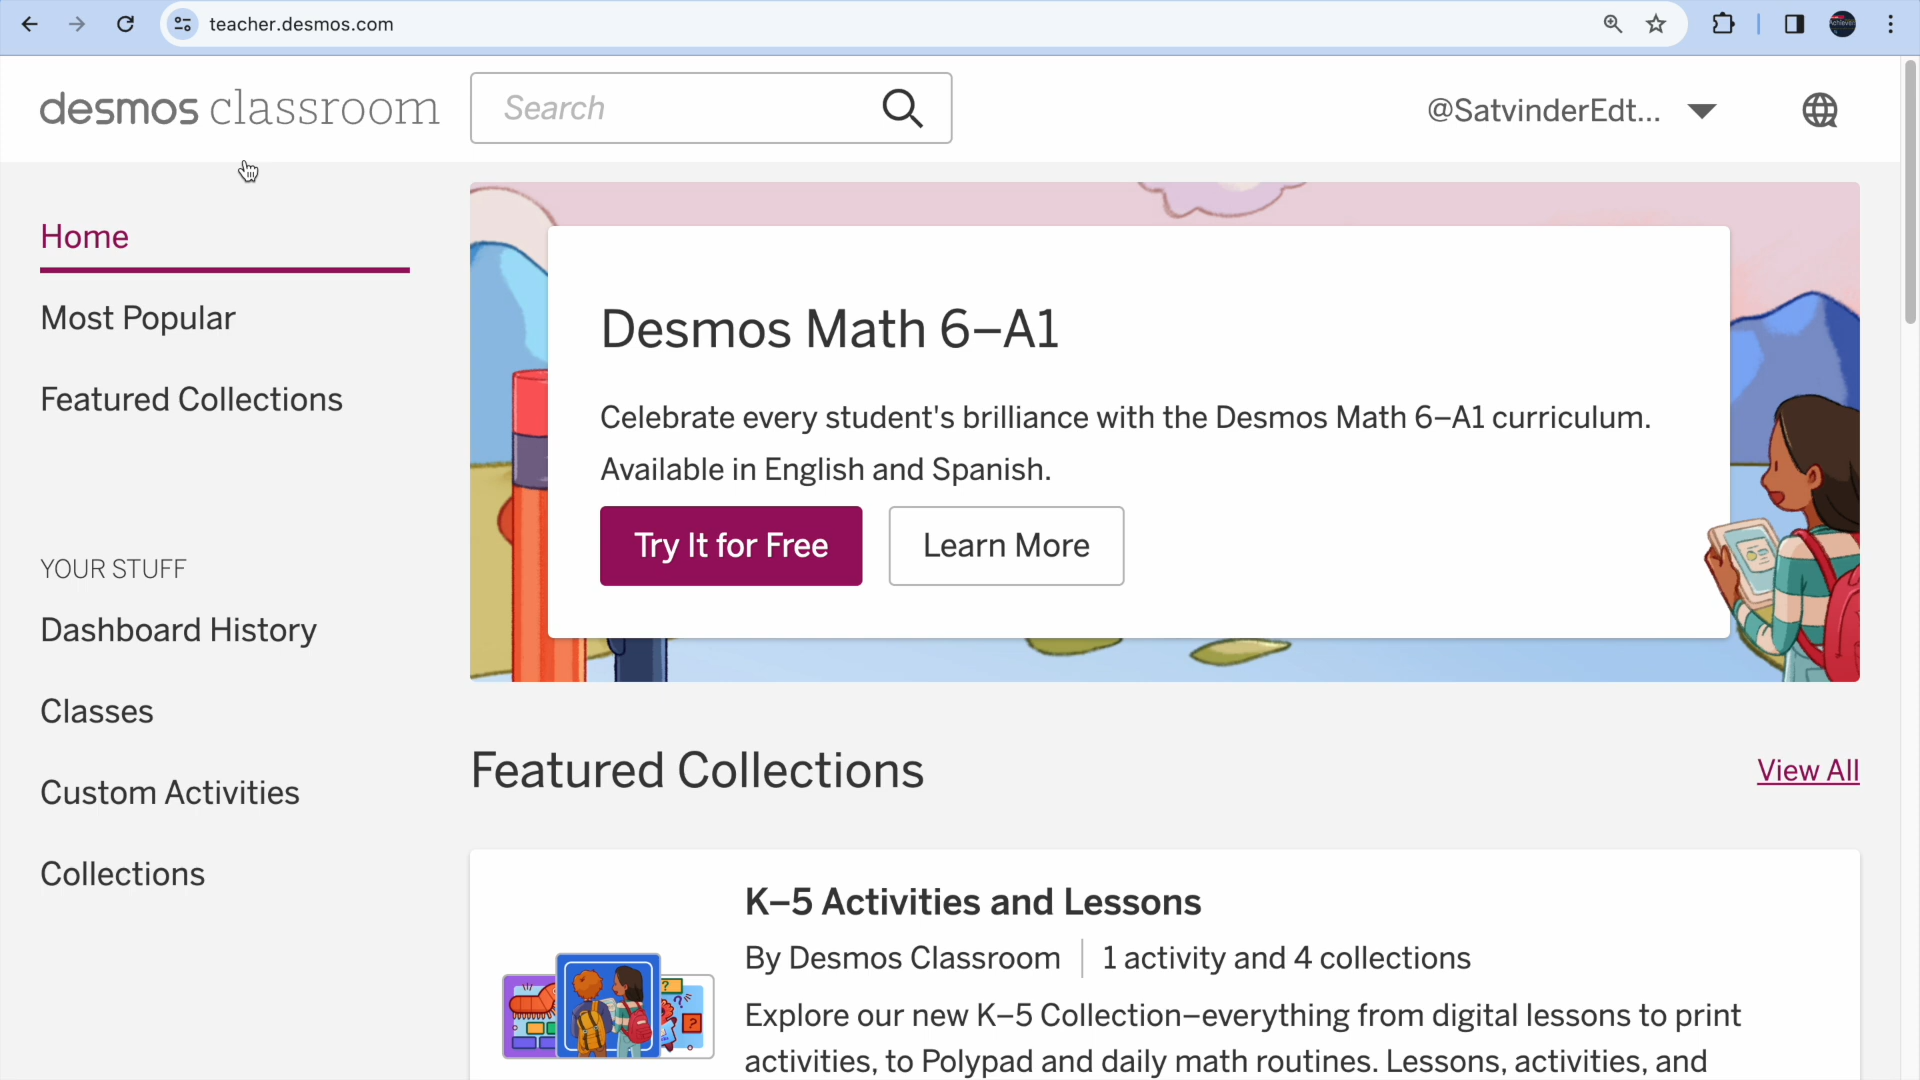 teacher.desmos.com
desmos classroom
Search
@SatvinderEdt...
Home
Most Popular
Featured Collections
YOUR STUFF
Dashboard History
Classes
Custom Activities
Collections
Desmos Math 6–A1
Celebrate every student's brilliance with the Desmos Math 6–A1 curriculum.
Available in English and Spanish.
Try It for Free
Learn More
Featured Collections
View All
K–5 Activities and Lessons
By Desmos Classroom | 1 activity and 4 collections
Explore our new K–5 Collection–everything from digital lessons to print
activities, to Polypad and daily math routines. Lessons, activities, and